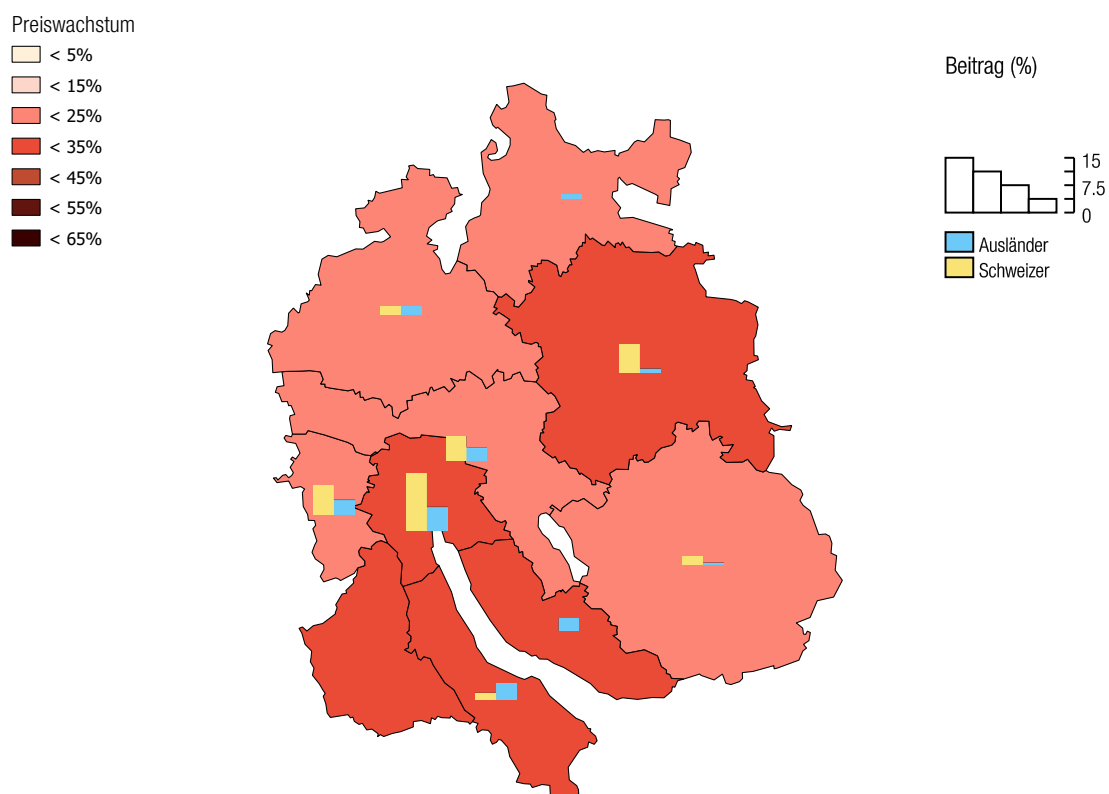 Preiswachstum
< 5%
< 15%
< 25%
< 35%
< 45%
< 55%
< 65%
Beitrag (%)
15
7.5
0
Ausländer
Schweizer